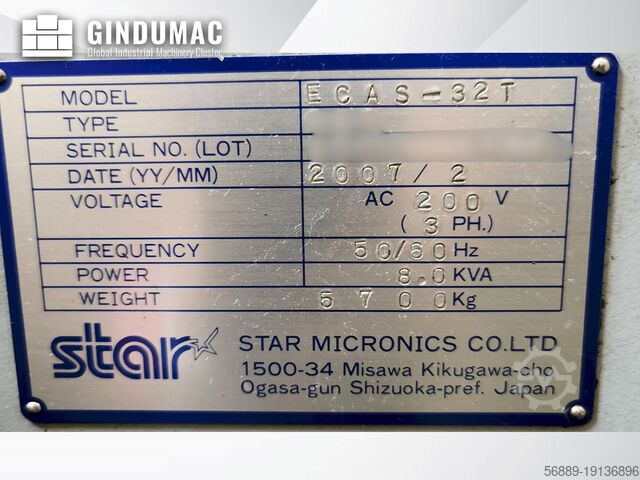 GINDUMAC
Global Industrial Machinery Cluster
MODEL ECAS-32T
TYPE
SERIAL NO. (LOT)
DATE (YY/MM) 2007/2
VOLTAGE AC 200 V
(3 PH.)
FREQUENCY 50/60 Hz
POWER 8.0 KVA
WEIGHT 5700 Kg
star STAR MICRONICS CO.LTD
1500-34 Misawa Kikugawa-cho
Ogasa-gun Shizuoka-pref. Japan
56889-19136896